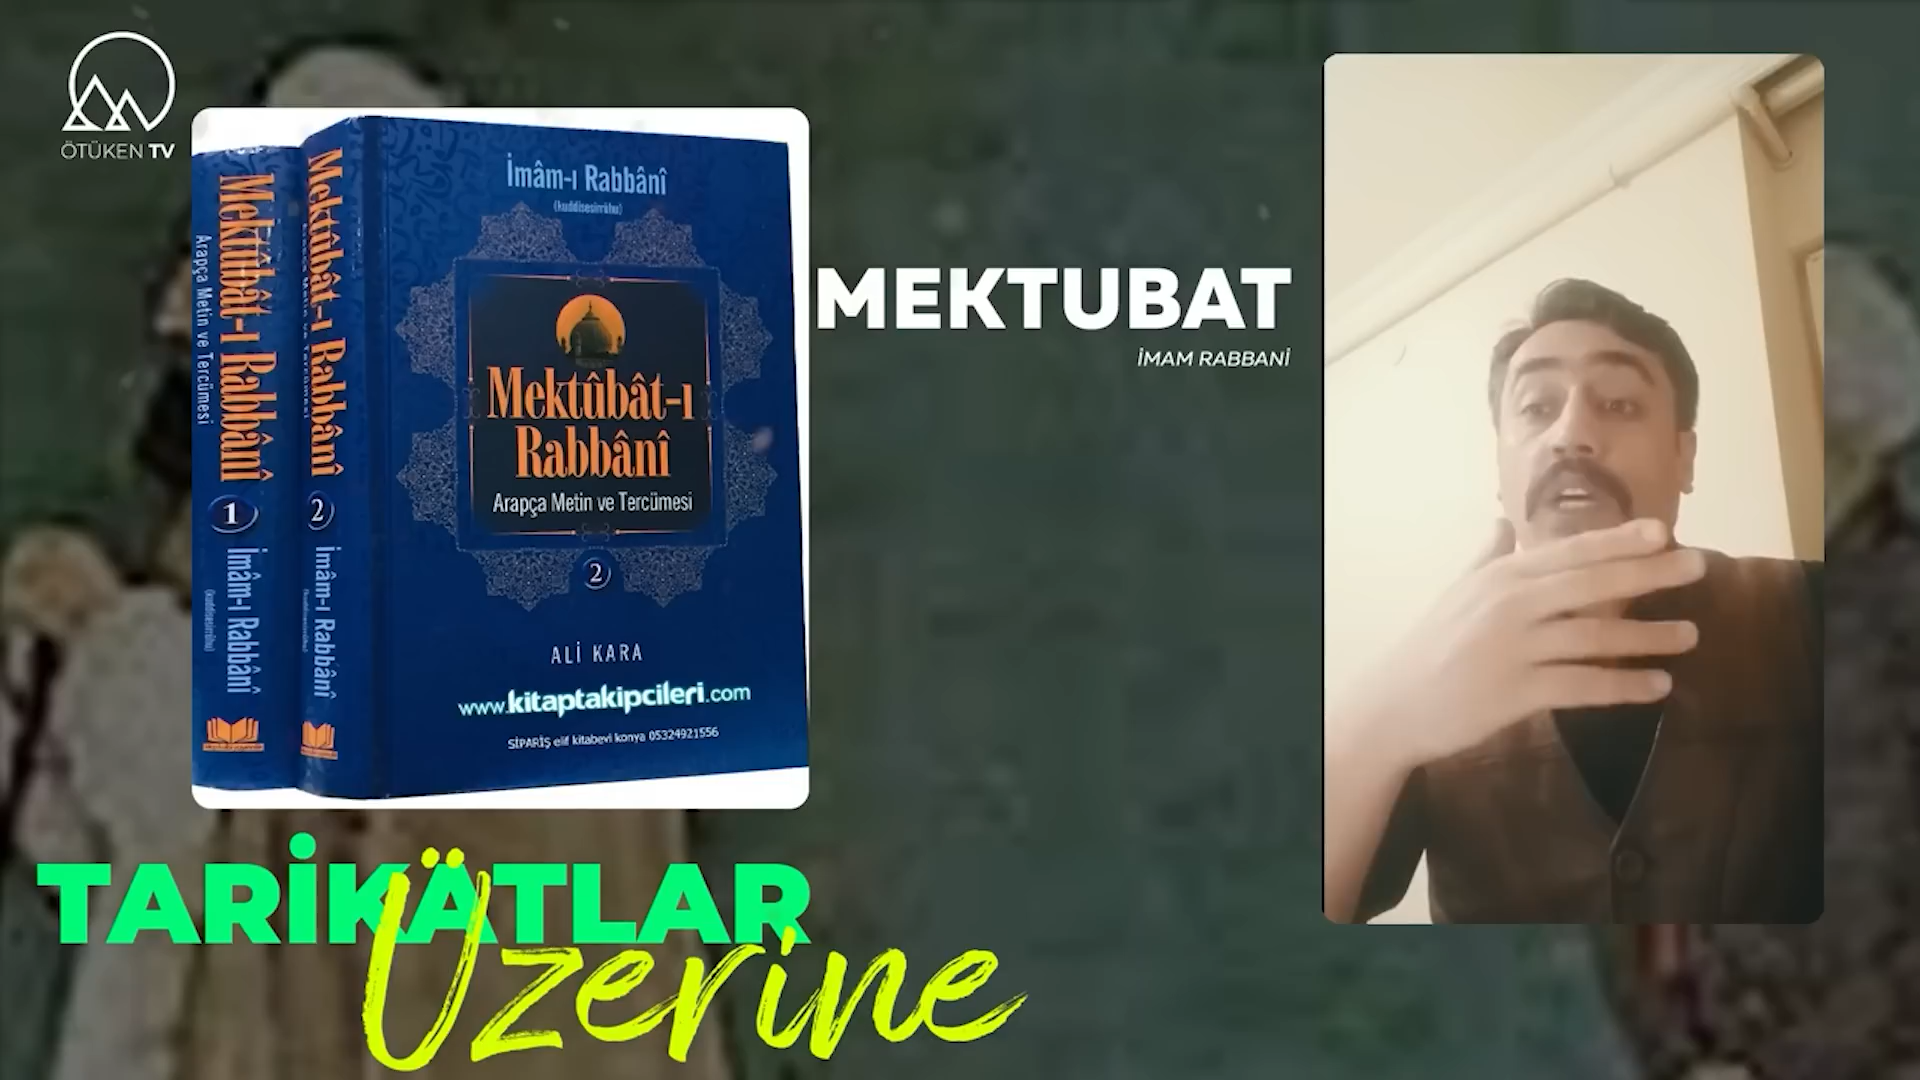 ÖTÜKEN TV
Mektûbât-ı Rabbânî
Arapça Metin ve Tercümesi
1
İmâm-ı Rabbânî
(kuddisesirrûhu)
Mektûbât-ı Rabbânî
Arapça Metin ve Tercümesi
2
İmâm-ı Rabbânî
İmâm-ı Rabbânî
(kuddisesirrûhu)
Mektûbât-ı
Rabbânî
Arapça Metin ve Tercümesi
2
ALİ KARA
www.kitaptakipcileri.com
SİPARİŞ elif kitabevi konya 05324921556
MEKTUBAT
İMAM RABBANİ
TARİKATLAR
Üzerine